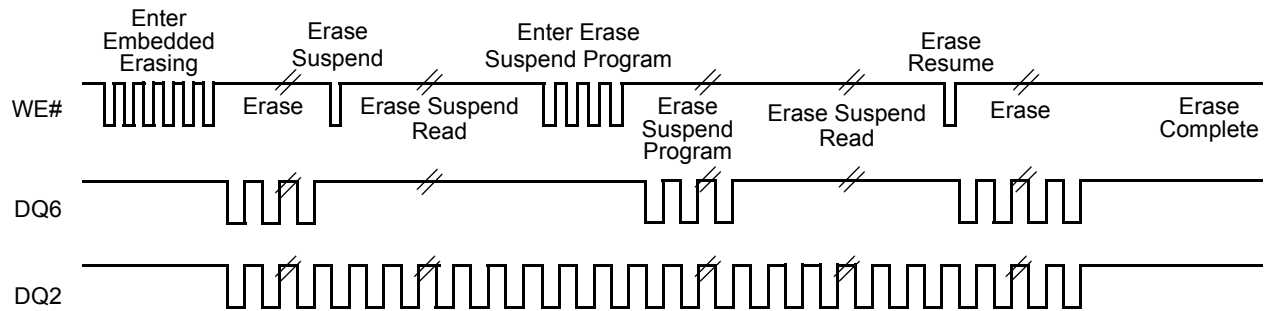 Enter
Embedded
Erasing
Erase
Suspend
Enter Erase
Suspend Program
Erase
Resume
WE#
Erase
Erase Suspend
Read
Erase
Suspend
Program
Erase Suspend
Read
Erase
Erase
Complete
DQ6
DQ2